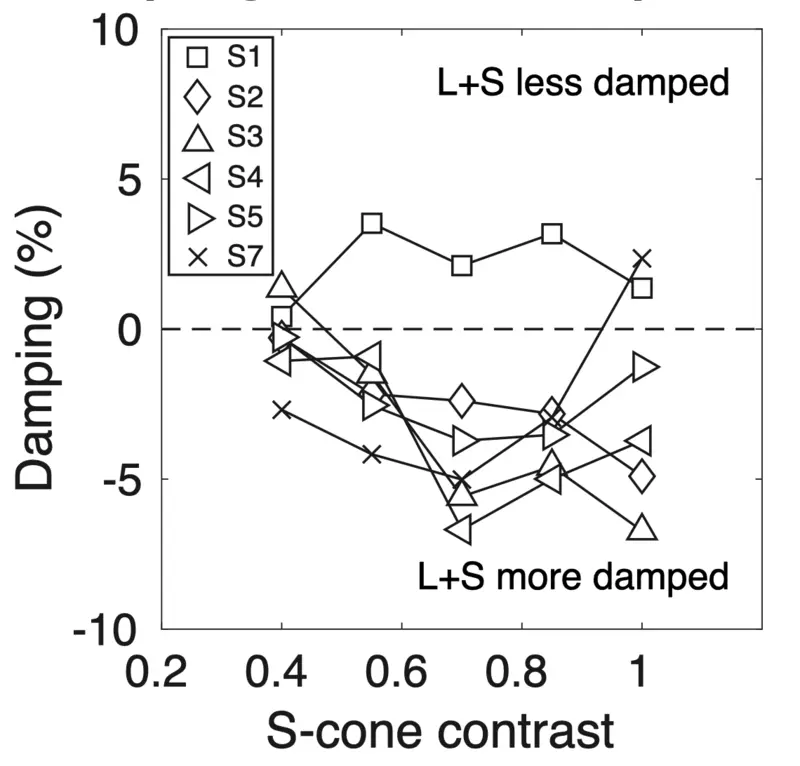 10
S1
L+S less damped
S2
S3
5
S4
S5
S7
Damping (%)
0
-5
L+S more damped
-10
0.2 0.4 0.6 0.8 1
S-cone contrast